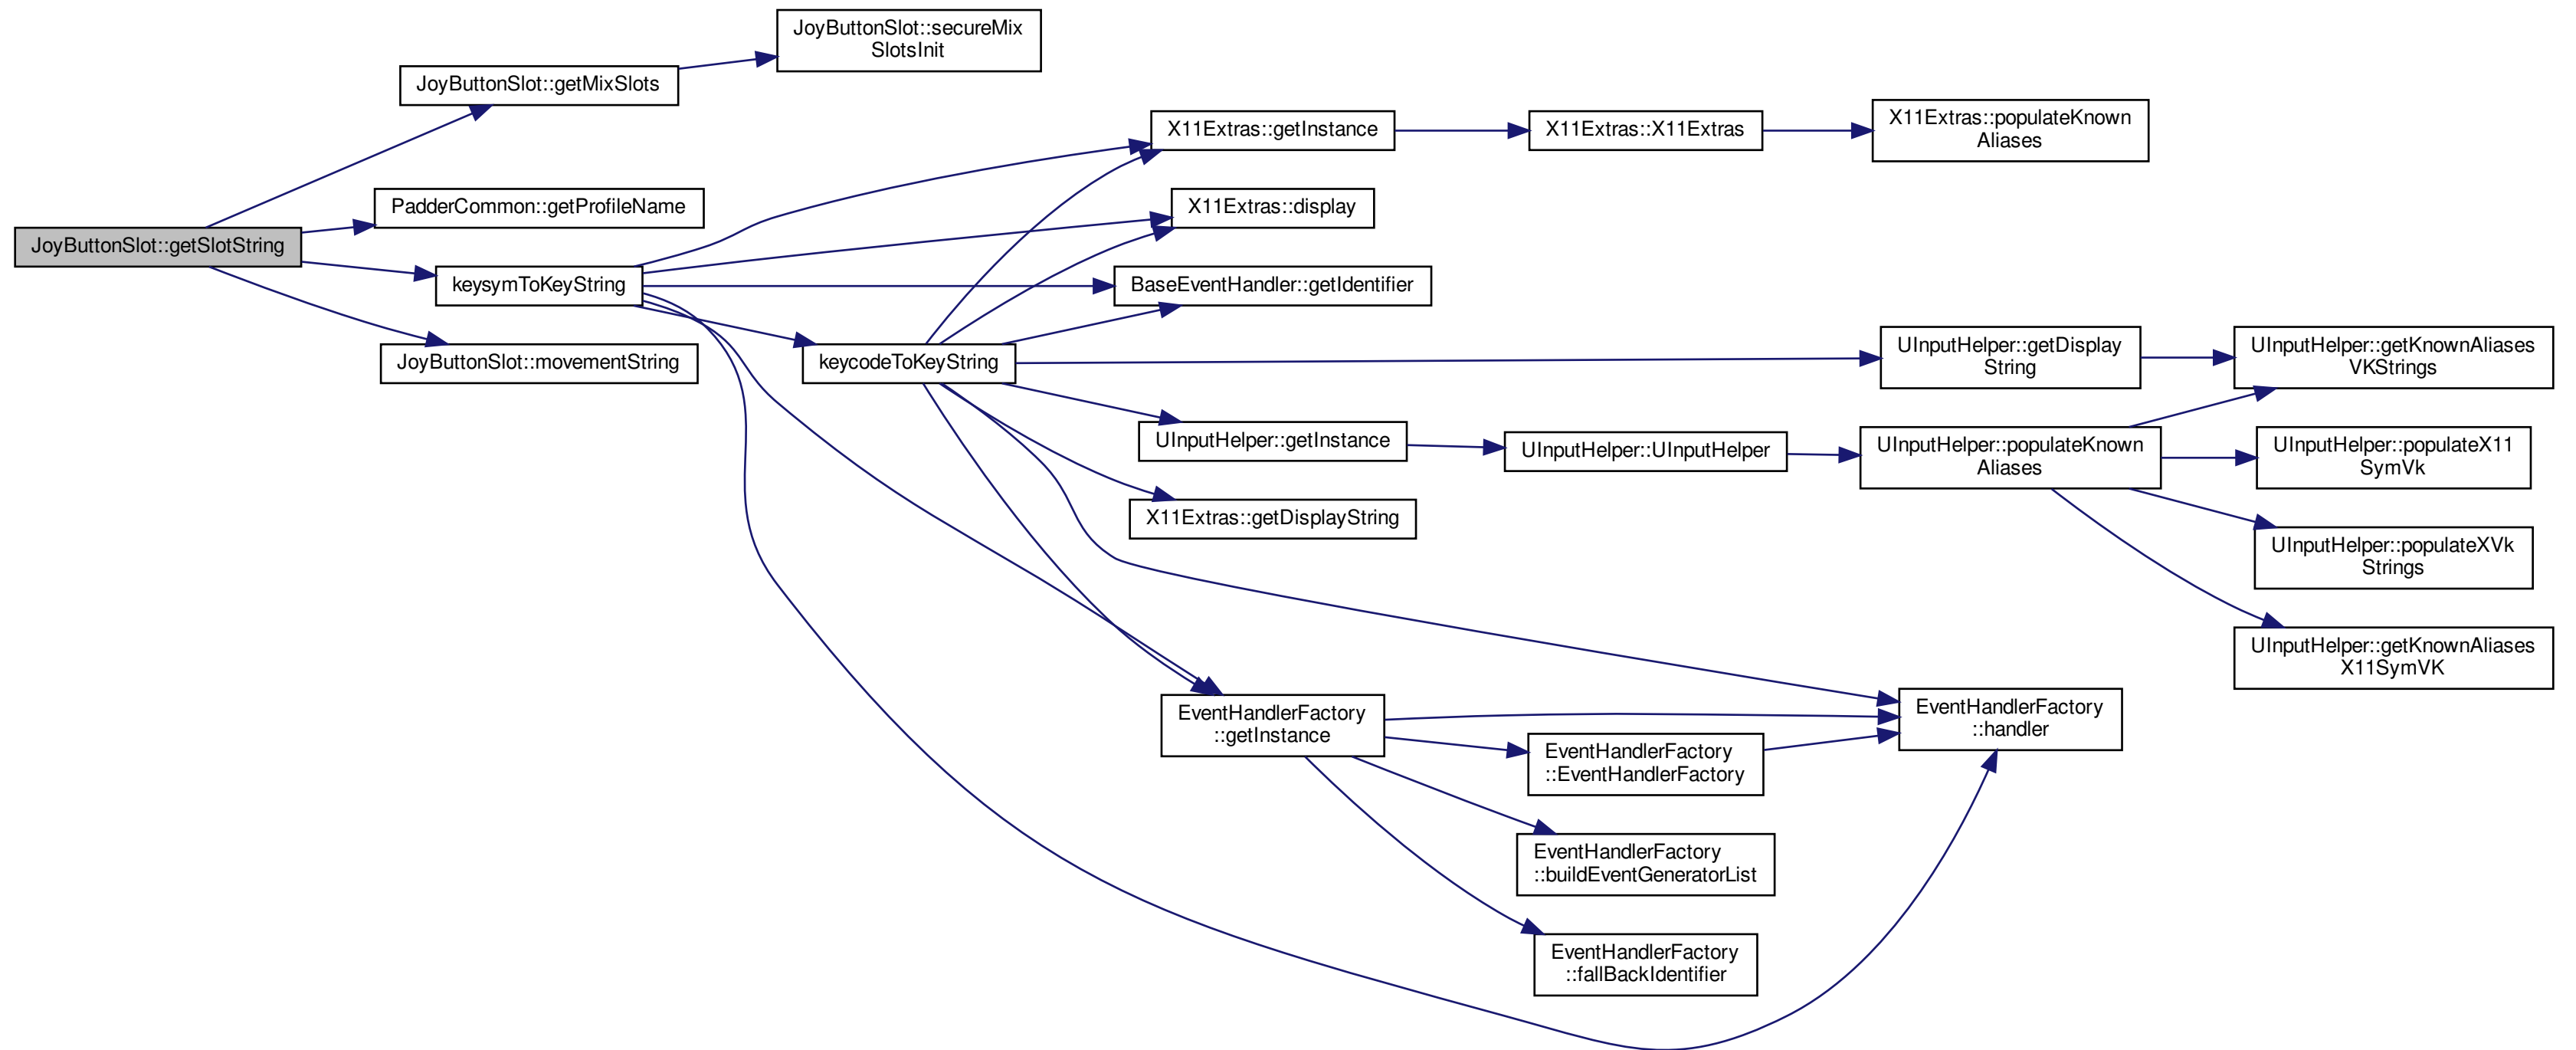 JoyButtonSlot::getSlotString
JoyButtonSlot::getMixSlots
JoyButtonSlot::secureMix
SlotsInit
PadderCommon::getProfileName
keysymToKeyString
JoyButtonSlot::movementString
keycodeToKeyString
X11Extras::getInstance
X11Extras::X11Extras
X11Extras::populateKnown
Aliases
X11Extras::display
BaseEventHandler::getIdentifier
UInputHelper::getDisplay
String
UInputHelper::getKnownAliases
VKStrings
UInputHelper::getInstance
UInputHelper::UInputHelper
UInputHelper::populateKnown
Aliases
UInputHelper::populateX11
SymVk
UInputHelper::populateXVk
Strings
UInputHelper::getKnownAliases
X11SymVK
X11Extras::getDisplayString
EventHandlerFactory
::getInstance
EventHandlerFactory
::handler
EventHandlerFactory
::EventHandlerFactory
EventHandlerFactory
::buildEventGeneratorList
EventHandlerFactory
::fallBackIdentifier